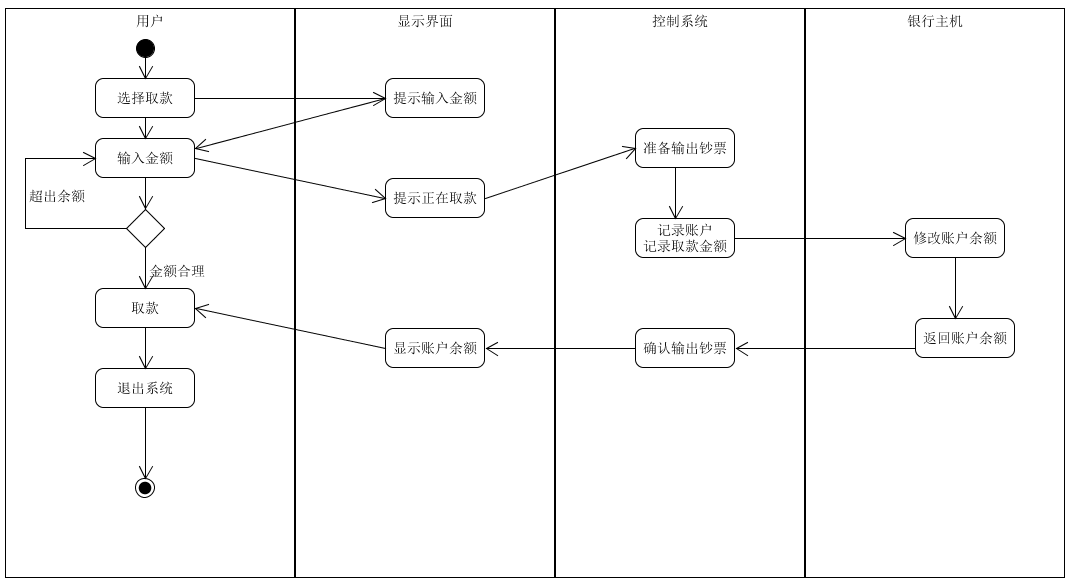 用户
显示界面
控制系统
银行主机
选择取款
提示输入金额
输入金额
准备输出钞票
超出余额
提示正在取款
记录账户
记录取款金额
修改账户余额
金额合理
取款
显示账户余额
确认输出钞票
返回账户余额
退出系统